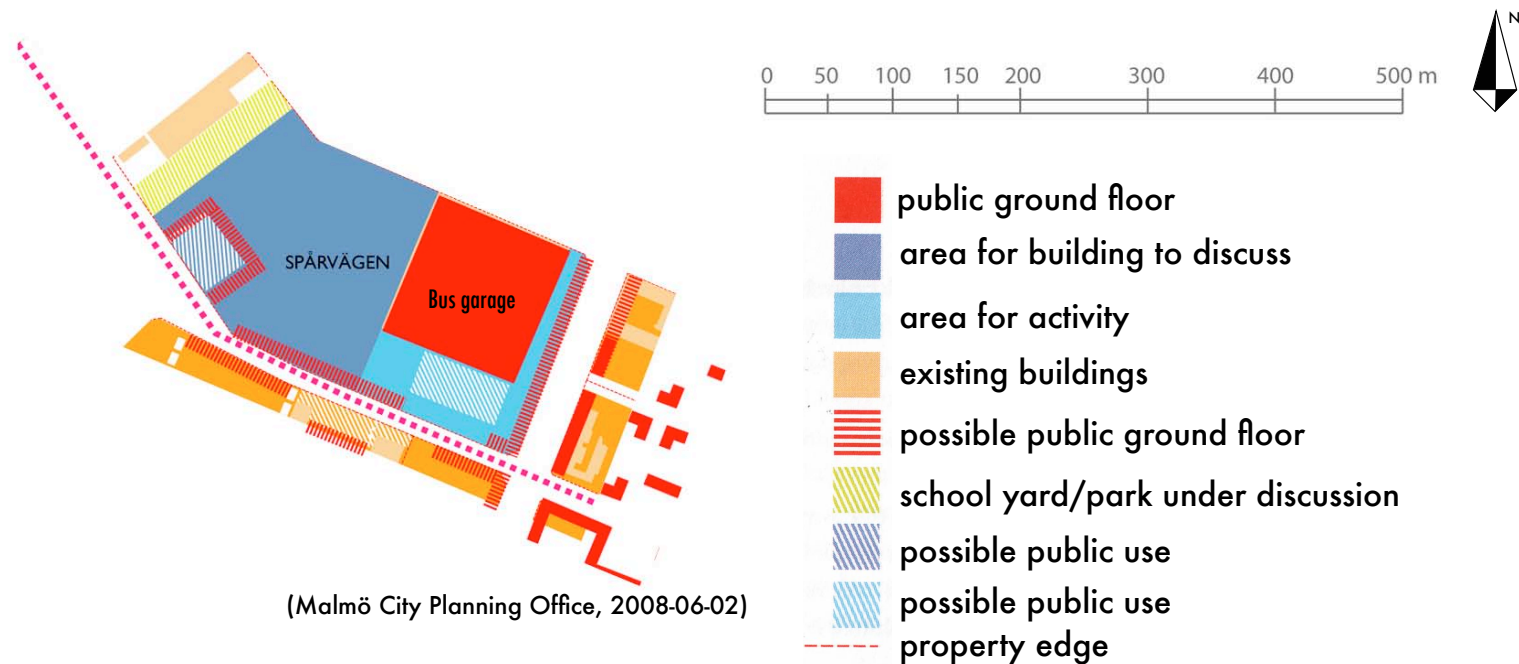 N
0 50 100 150 200 300 400 500 m
public ground floor
area for building to discuss
SPÅRVÄGEN
Bus garage
area for activity
existing buildings
possible public ground floor
school yard/park under discussion
possible public use
possible public use
(Malmö City Planning Office, 2008-06-02)
property edge